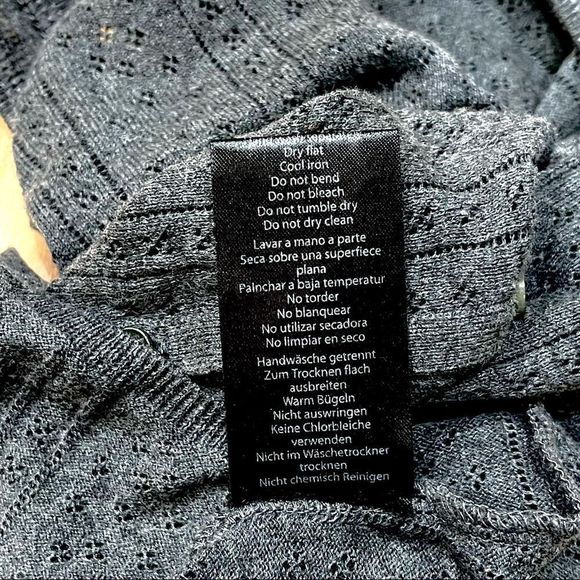 Dry flat
Cool iron
Do not bend
Do not bleach
Do not tumble dry
Do not dry clean
Lavar a mano a parte
Seca sobre una superfiece
plana
Painchar a baja temperatur
No torder
No blanquear
No utilizar secadora
No limpiar en seco
Handwäsche getrennt
Zum Trocknen flach
ausbreiten
Warm Bügeln
Nicht auswringen
Keine Chlorbleiche
verwenden
Nicht im Wäschetrockner
trocknen
Nicht chemisch Reinigen